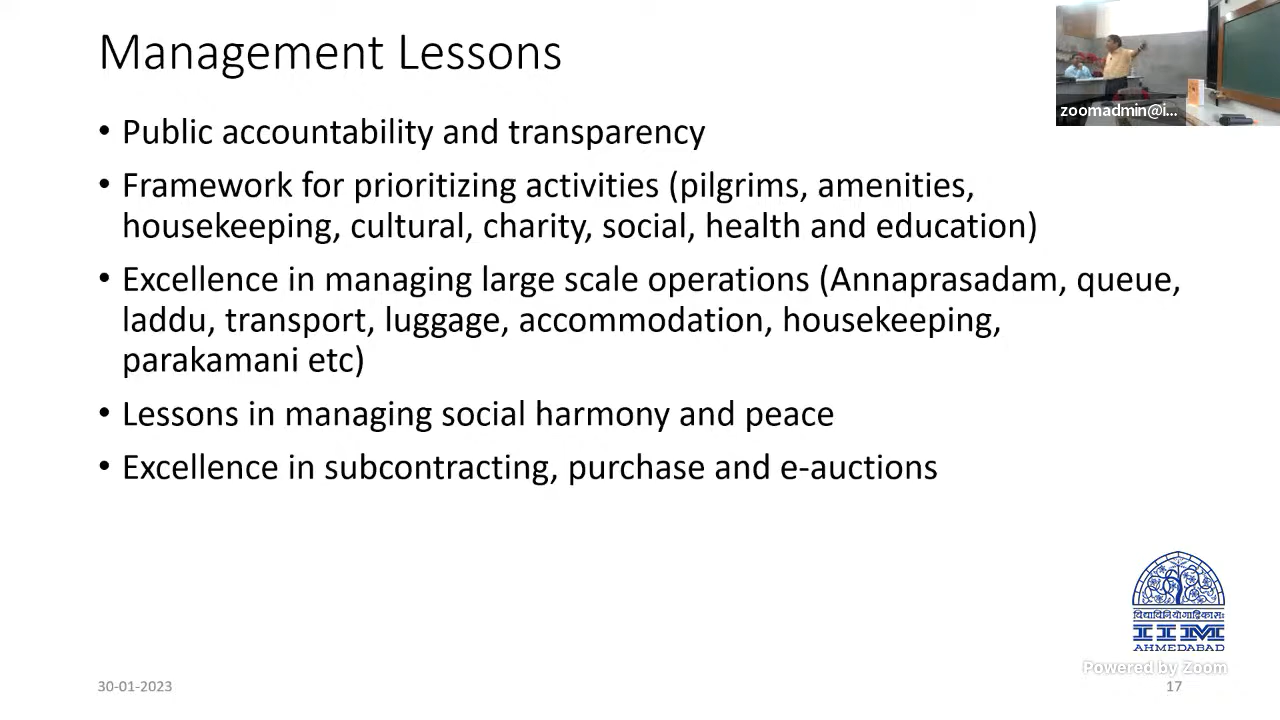 Management Lessons
zoomadmin@i...
• Public accountability and transparency
• Framework for prioritizing activities (pilgrims, amenities,
housekeeping, cultural, charity, social, health and education)
• Excellence in managing large scale operations (Annaprasadam, queue,
laddu, transport, luggage, accommodation, housekeeping,
parakamani etc)
• Lessons in managing social harmony and peace
• Excellence in subcontracting, purchase and e-auctions
विद्याविनियोगाद्विकासः
IIM
AHMEDABAD
Powered by Zoom
30-01-2023
17